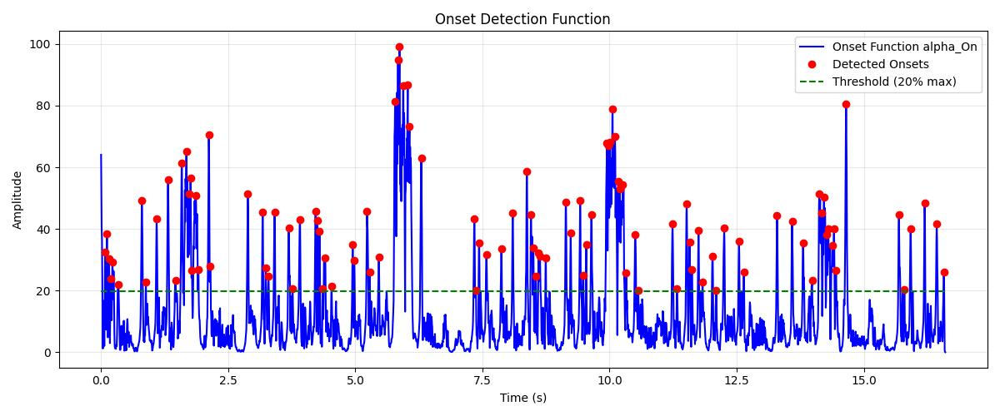 Onset Detection Function
Onset Function alpha_On
Detected Onsets
Threshold (20% max)
Amplitude
100
80
60
40
20
0
0.0 2.5 5.0 7.5 10.0 12.5 15.0
Time (s)